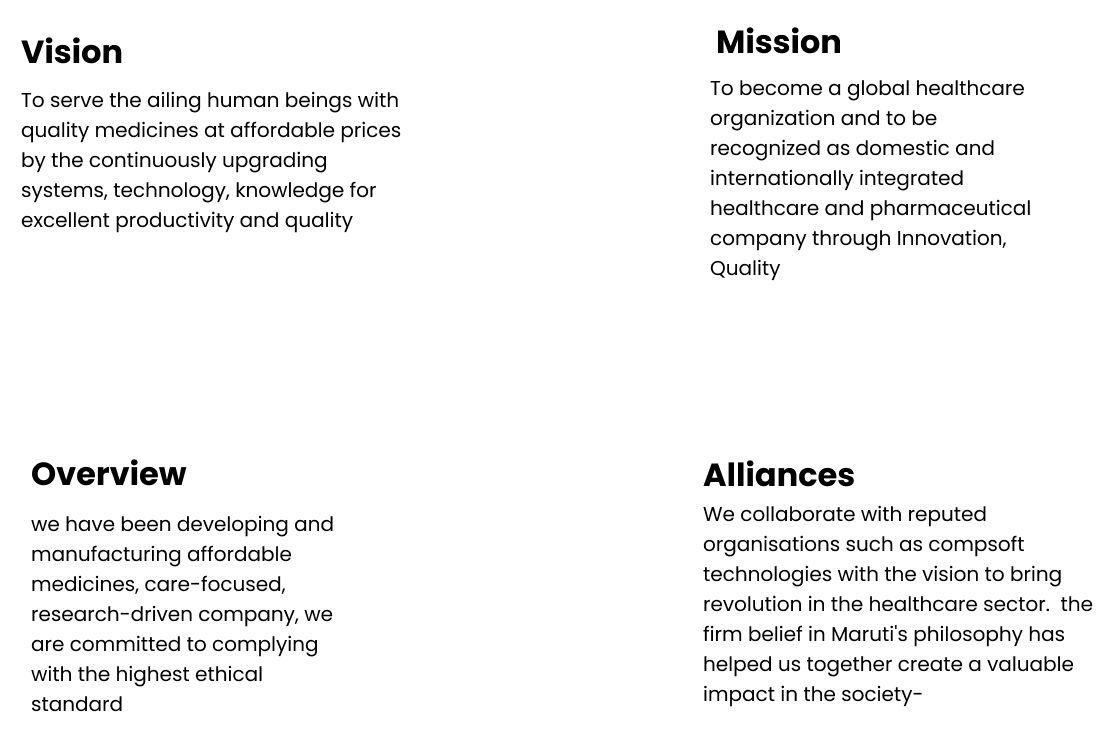 Vision
To serve the ailing human beings with
quality medicines at affordable prices
by the continuously upgrading
systems, technology, knowledge for
excellent productivity and quality
Mission
To become a global healthcare
organization and to be
recognized as domestic and
internationally integrated
healthcare and pharmaceutical
company through Innovation,
Quality
Overview
we have been developing and
manufacturing affordable
medicines, care-focused,
research-driven company, we
are committed to complying
with the highest ethical
standard
Alliances
We collaborate with reputed
organisations such as compsoft
technologies with the vision to bring
revolution in the healthcare sector.  the
firm belief in Maruti's philosophy has
helped us together create a valuable
impact in the society-